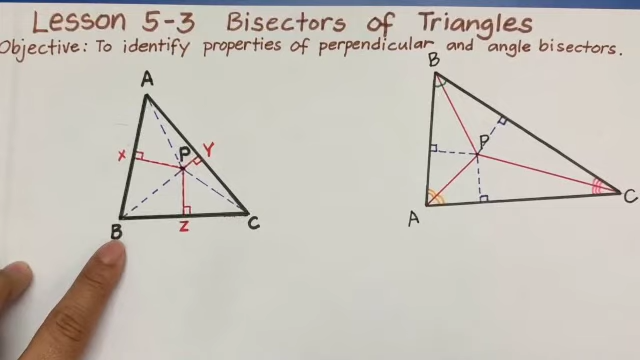 Lesson 5-3 Bisectors of Triangles
Objective: To identify properties of perpendicular and angle bisectors.
A
X
P
Y
B
Z
C
B
P
A
C